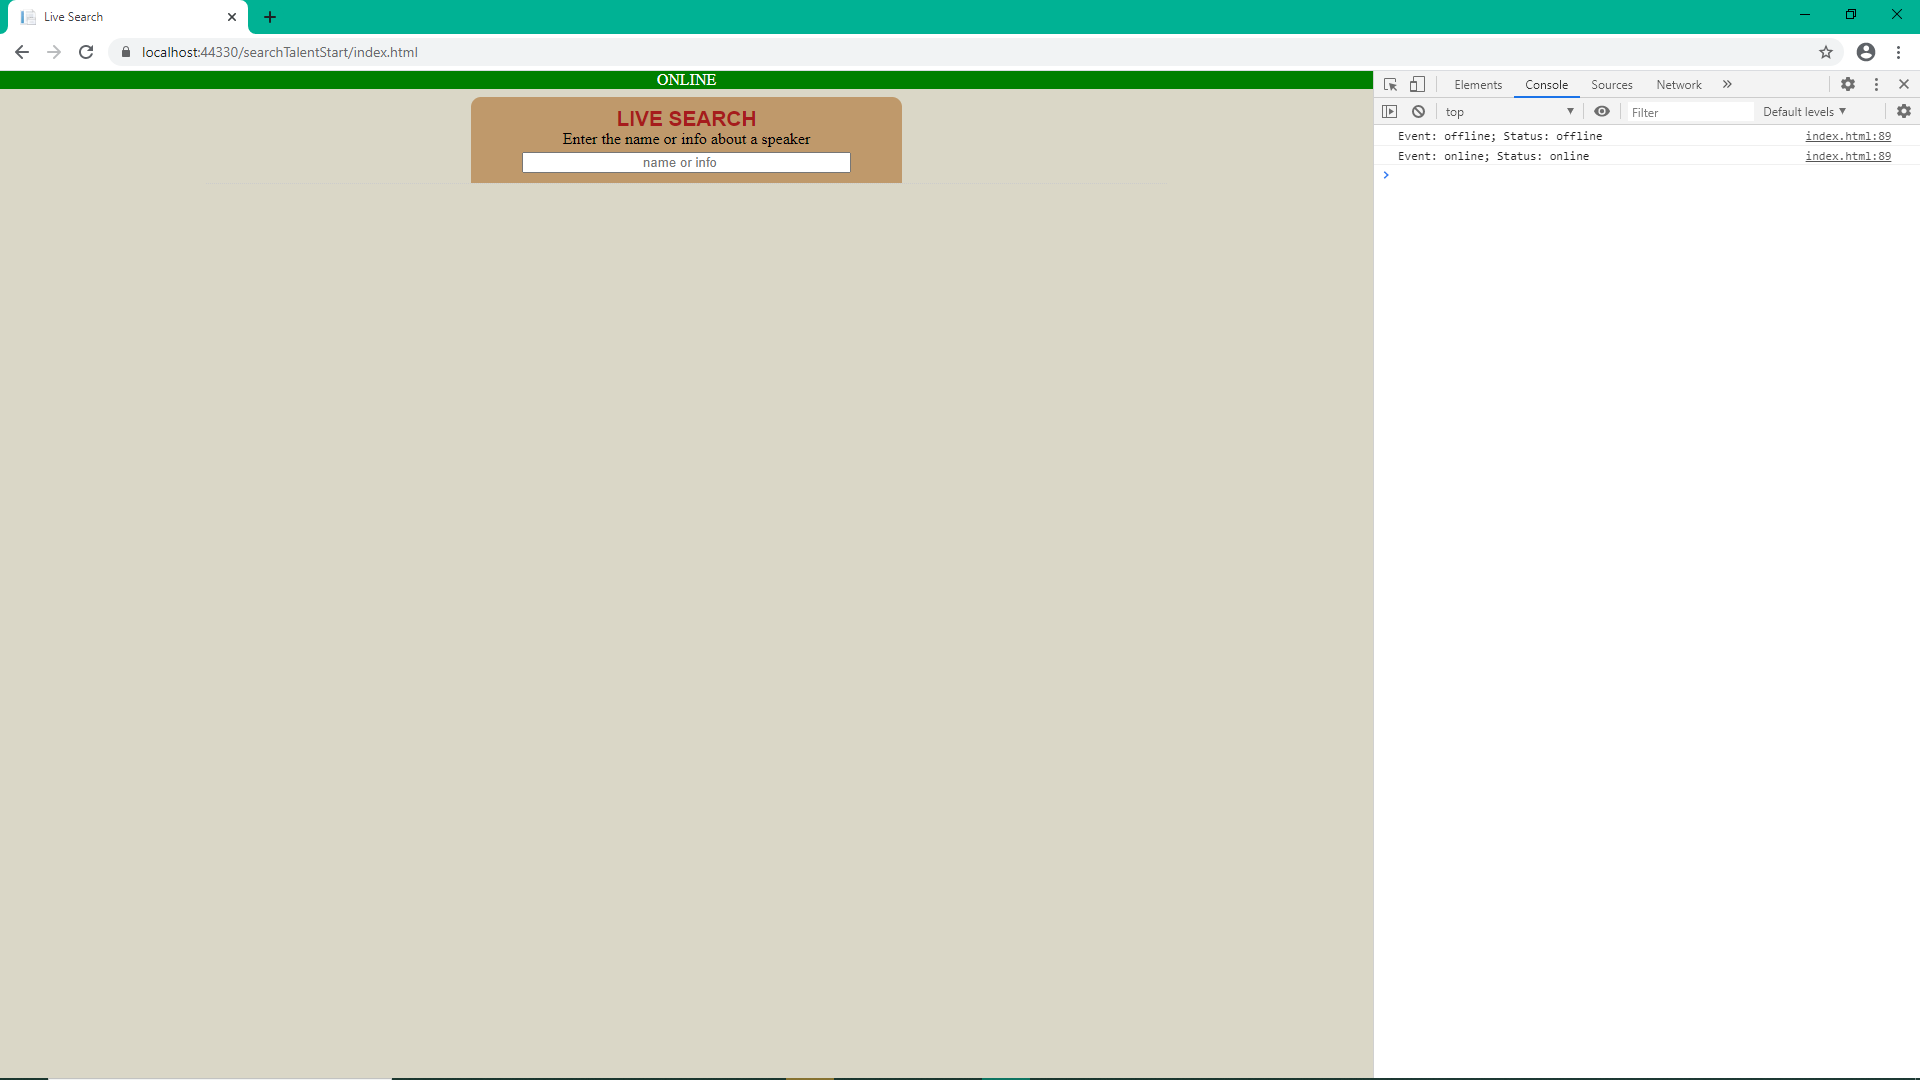 Live Search
localhost:44330/searchTalentStart/index.html
ONLINE
LIVE SEARCH
Enter the name or info about a speaker
name or info
Elements Console Sources Network
top Filter Default levels
Event: offline; Status: offline index.html:89
Event: online; Status: online index.html:89